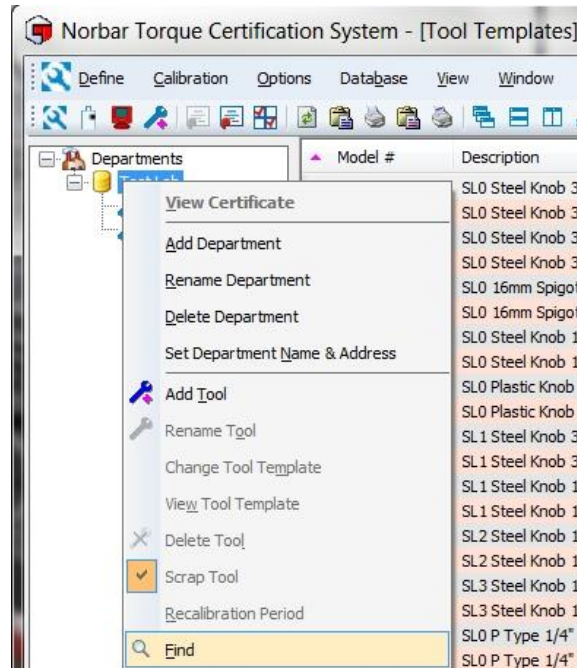 Norbar Torque Certification System - [Tool Templates]
Define Calibration Options Database View Window
Departments
Test Lab
Model # Description
View Certificate
Add Department
Rename Department
Delete Department
Set Department Name & Address
Add Tool
Rename Tool
Change Tool Template
View Tool Template
Delete Tool
Scrap Tool
Recalibration Period
Find
SL0 Steel Knob 3
SL0 Steel Knob 3
SL0 Steel Knob 3
SL0 Steel Knob 3
SL0 16mm Spigot
SL0 16mm Spigot
SL0 Steel Knob 1
SL0 Steel Knob 1
SL0 Plastic Knob
SL0 Plastic Knob
SL1 Steel Knob 3
SL1 Steel Knob 3
SL1 Steel Knob 1
SL1 Steel Knob 1
SL2 Steel Knob 1
SL2 Steel Knob 1
SL3 Steel Knob 1
SL3 Steel Knob 1
SL0 P Type 1/4"
SL0 P Type 1/4"